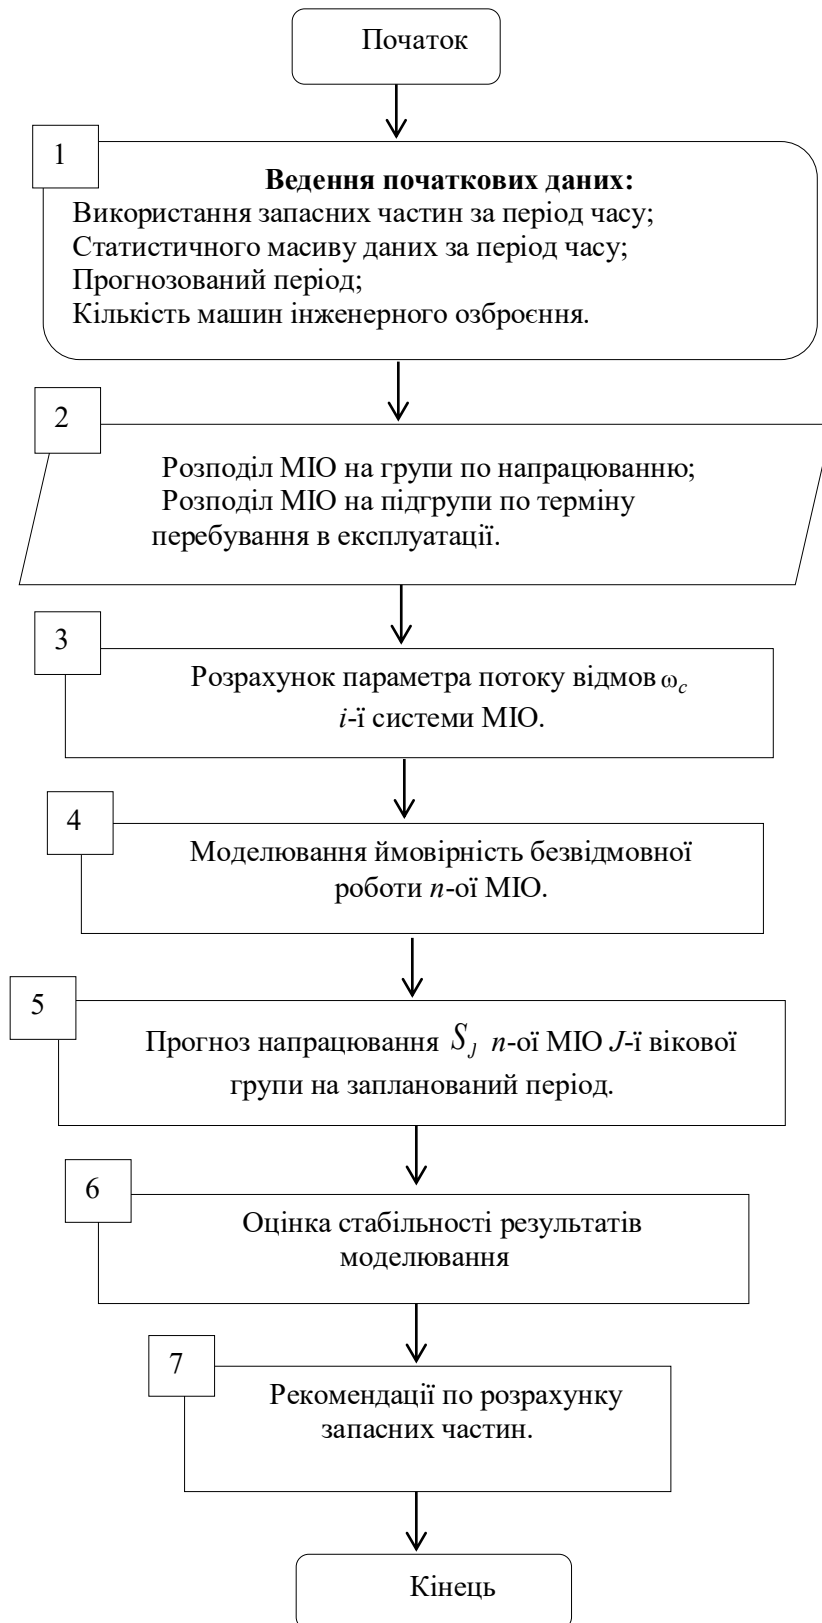 Початок
1
Ведення початкових даних:
Використання запасних частин за період часу;
Статистичного масиву даних за період часу;
Прогнозований період;
Кількість машин інженерного озброєння.
2
Розподіл МІО на групи по напрацюванню;
Розподіл МІО на підгрупи по терміну
перебування в експлуатації.
3
Розрахунок параметра потоку відмов ω_c
i-ї системи МІО.
4
Моделювання ймовірність безвідмовної
роботи n-ої МІО.
5
Прогноз напрацювання S_J n-ої МІО J-ї вікової
групи на запланований період.
6
Оцінка стабільності результатів
моделювання
7
Рекомендації по розрахунку
запасних частин.
Кінець